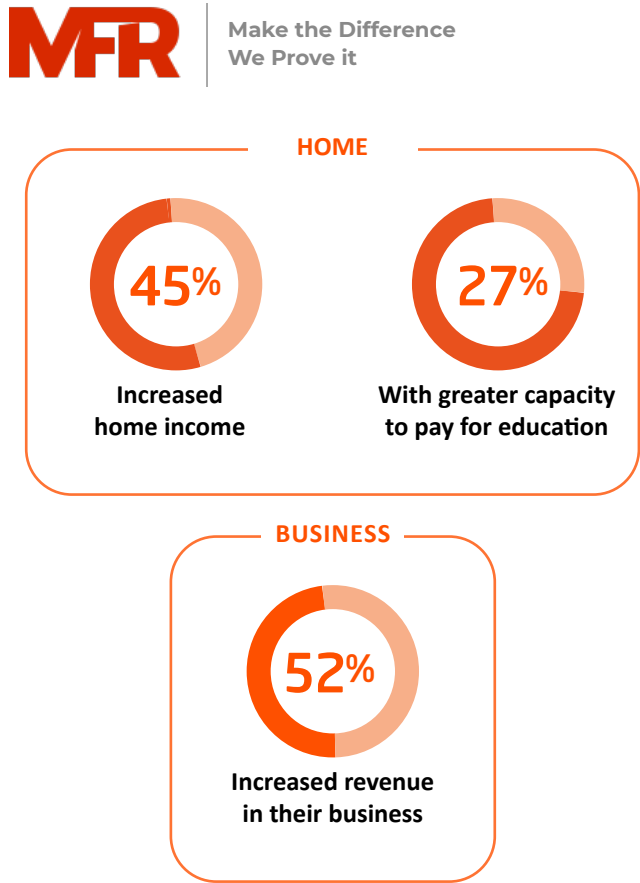 MFR
Make the Difference
We Prove it
HOME
45%
Increased
home income
27%
With greater capacity
to pay for education
BUSINESS
52%
Increased revenue
in their business